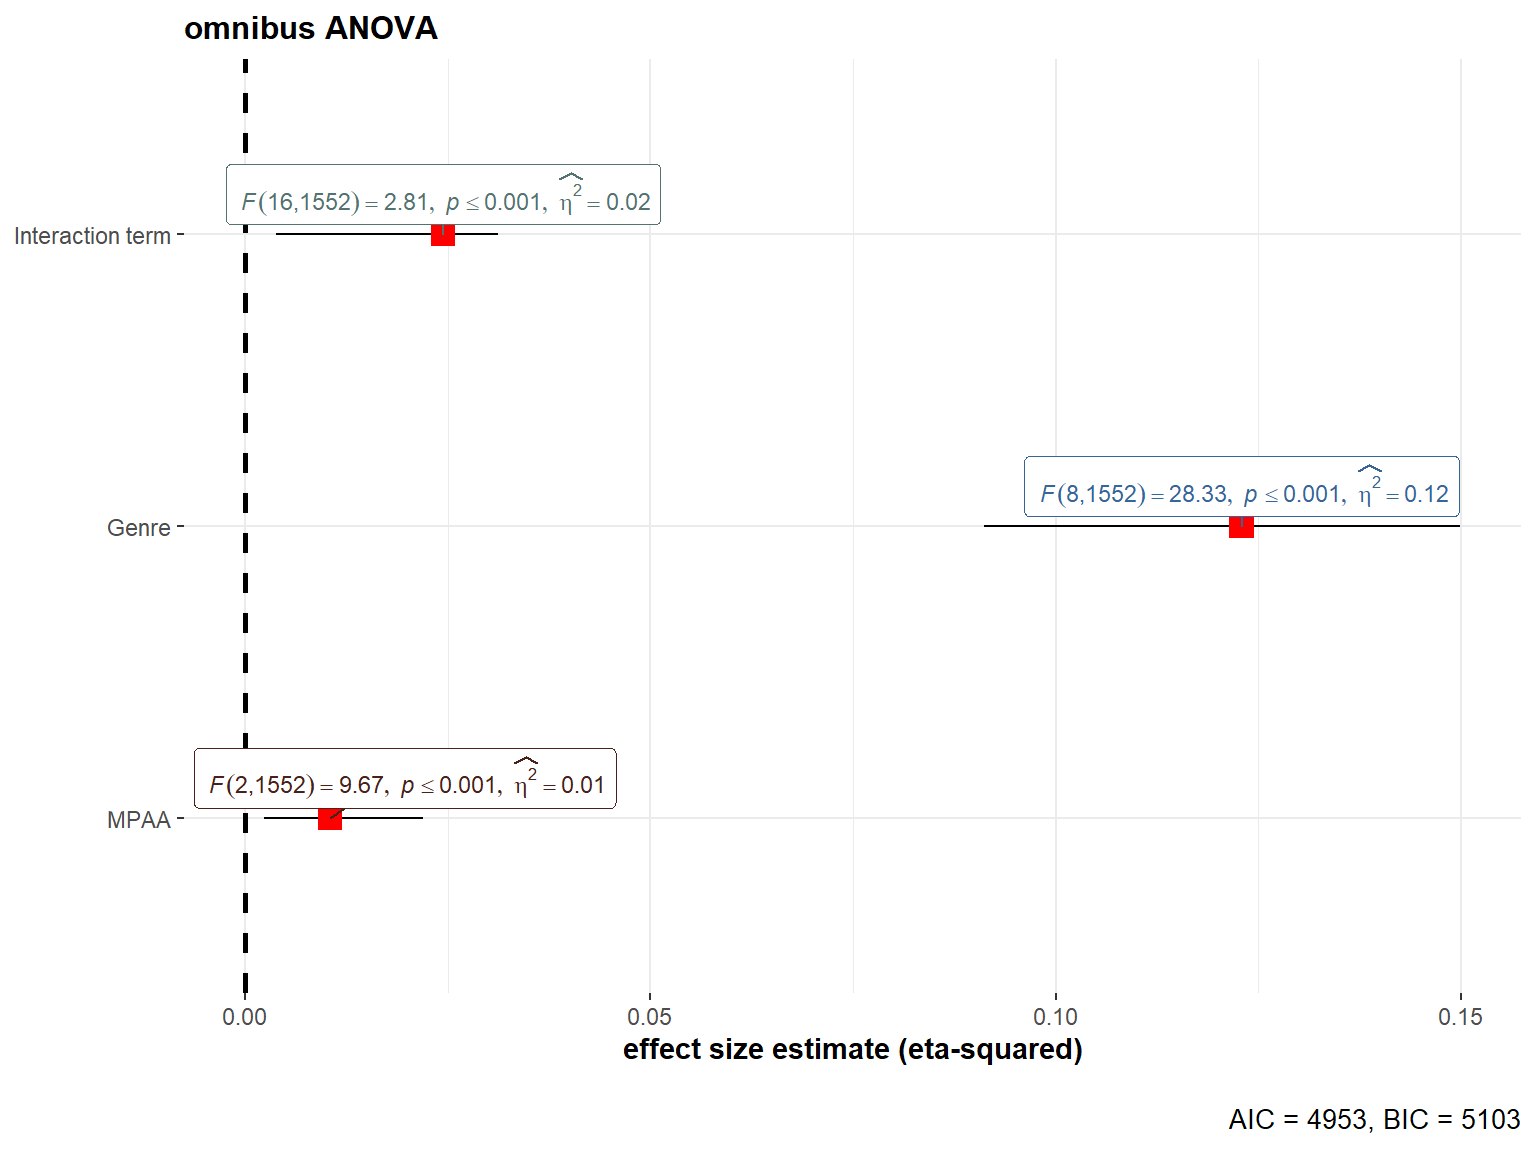 omnibus ANOVA
F(16,1552) = 2.81, p ≤ 0.001, η̂² = 0.02
Interaction term
F(8,1552) = 28.33, p ≤ 0.001, η̂² = 0.12
Genre
F(2,1552) = 9.67, p ≤ 0.001, η̂² = 0.01
MPAA
0.00 0.05 0.10 0.15
effect size estimate (eta-squared)
AIC = 4953, BIC = 5103